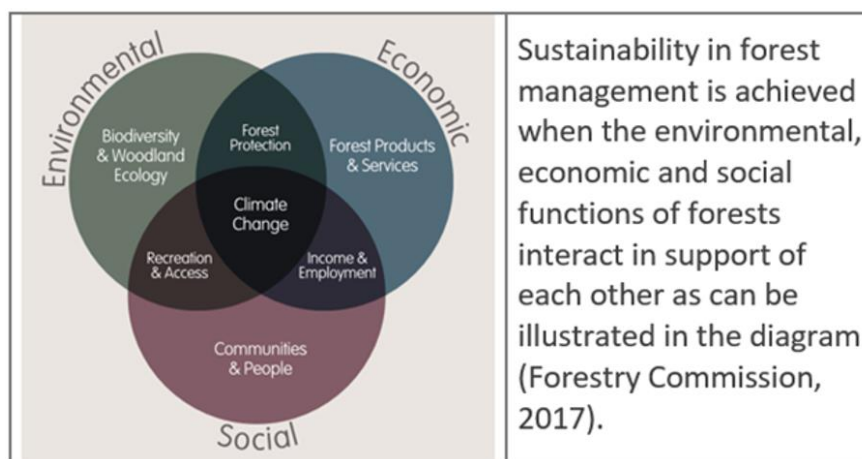 Environmental
Economic
Biodiversity
& Woodland
Ecology
Forest
Protection
Forest Products
& Services
Climate
Change
Recreation
& Access
Income &
Employment
Communities
& People
Social
Sustainability in forest
management is achieved
when the environmental,
economic and social
functions of forests
interact in support of
each other as can be
illustrated in the diagram
(Forestry Commission,
2017).